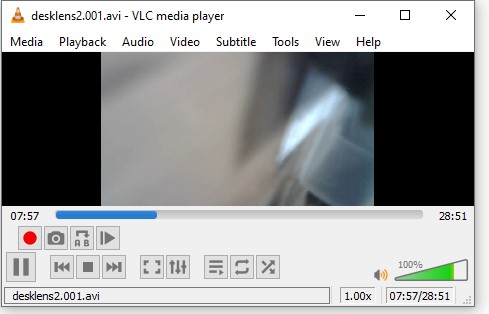 desklens2.001.avi - VLC media player
Media Playback Audio Video Subtitle Tools View Help
07:57 28:51
A B
100%
desklens2.001.avi 1.00x 07:57/28:51